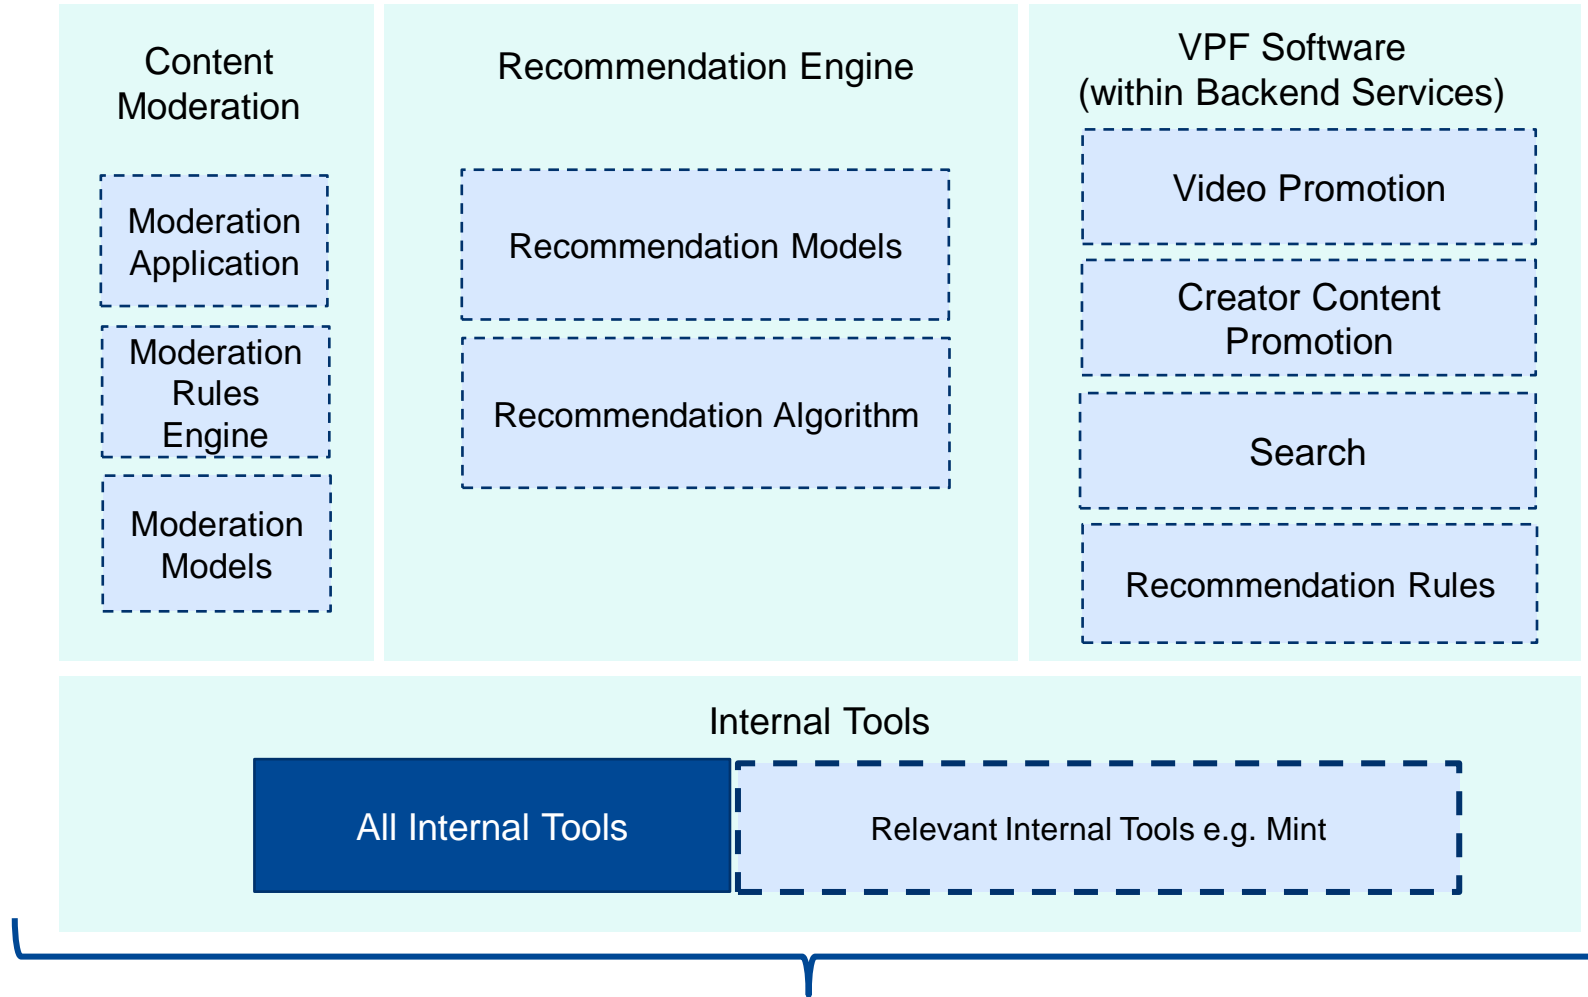 Content
Moderation
Moderation
Application
Moderation
Rules
Engine
Moderation
Models
Recommendation Engine
Recommendation Models
Recommendation Algorithm
VPF Software
(within Backend Services)
Video Promotion
Creator Content
Promotion
Search
Recommendation Rules
Internal Tools
All Internal Tools
Relevant Internal Tools e.g. Mint